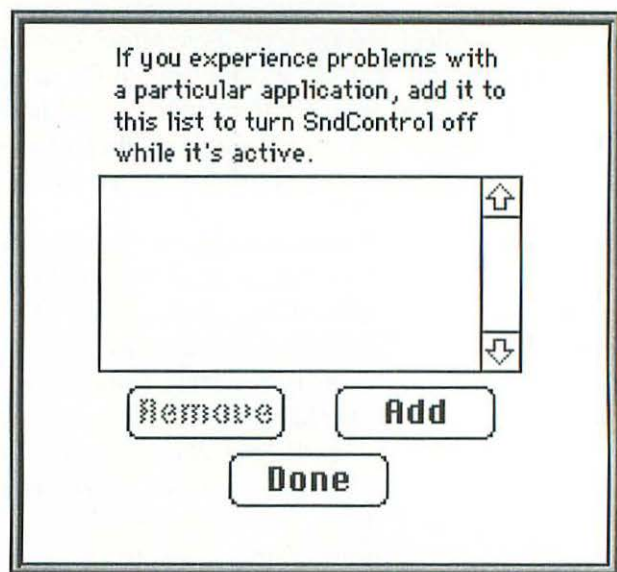 If you experience problems with
a particular application, add it to
this list to turn SndControl off
while it's active.
Remove
Add
Done